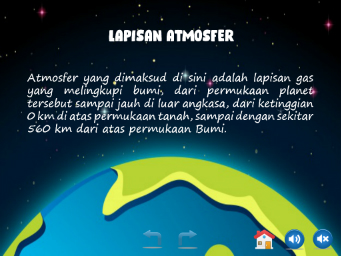 LAPISAN ATMOSFER
Atmosfer yang dimaksud di sini adalah lapisan gas
yang melingkupi bumi, dari permukaan planet
tersebut sampai jauh di luar angkasa, dari ketinggian
0 km di atas permukaan tanah, sampai dengan sekitar
560 km dari atas permukaan Bumi.